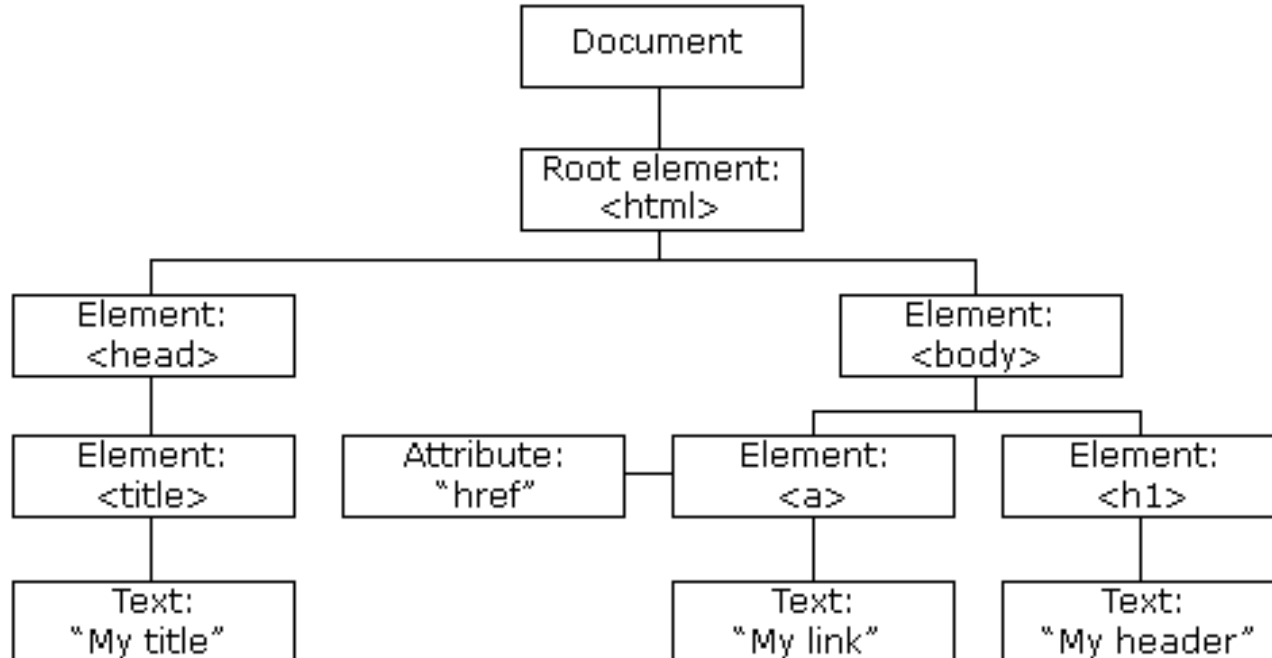 Document
Root element:
<html>
Element:
<head>
Element:
<body>
Element:
<title>
Attribute:
“href”
Element:
<a>
Element:
<h1>
Text:
“My title”
Text:
“My link”
Text:
“My header”